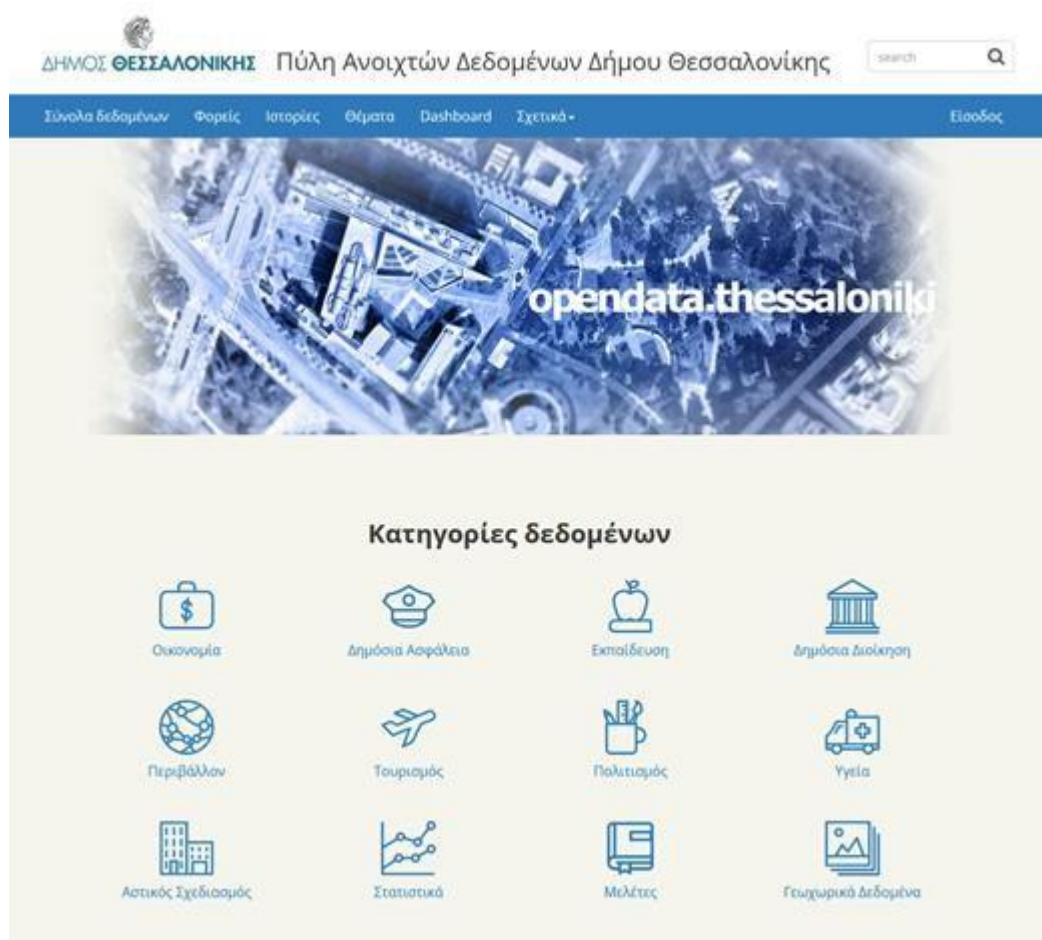 ΔΗΜΟΣ ΘΕΣΣΑΛΟΝΙΚΗΣ Πύλη Ανοιχτών Δεδομένων Δήμου Θεσσαλονίκης search
Σύνολα δεδομένων Φορείς Ιστορίες Θέματα Dashboard Σχετικά Είσοδος
opendata.thessaloniki
Κατηγορίες δεδομένων
Οικονομία Δημόσια Ασφάλεια Εκπαίδευση Δημόσια Διοίκηση
Περιβάλλον Τουρισμός Πολιτισμός Υγεία
Αστικός Σχεδιασμός Στατιστικά Μελέτες Γεωχωρικά Δεδομένα